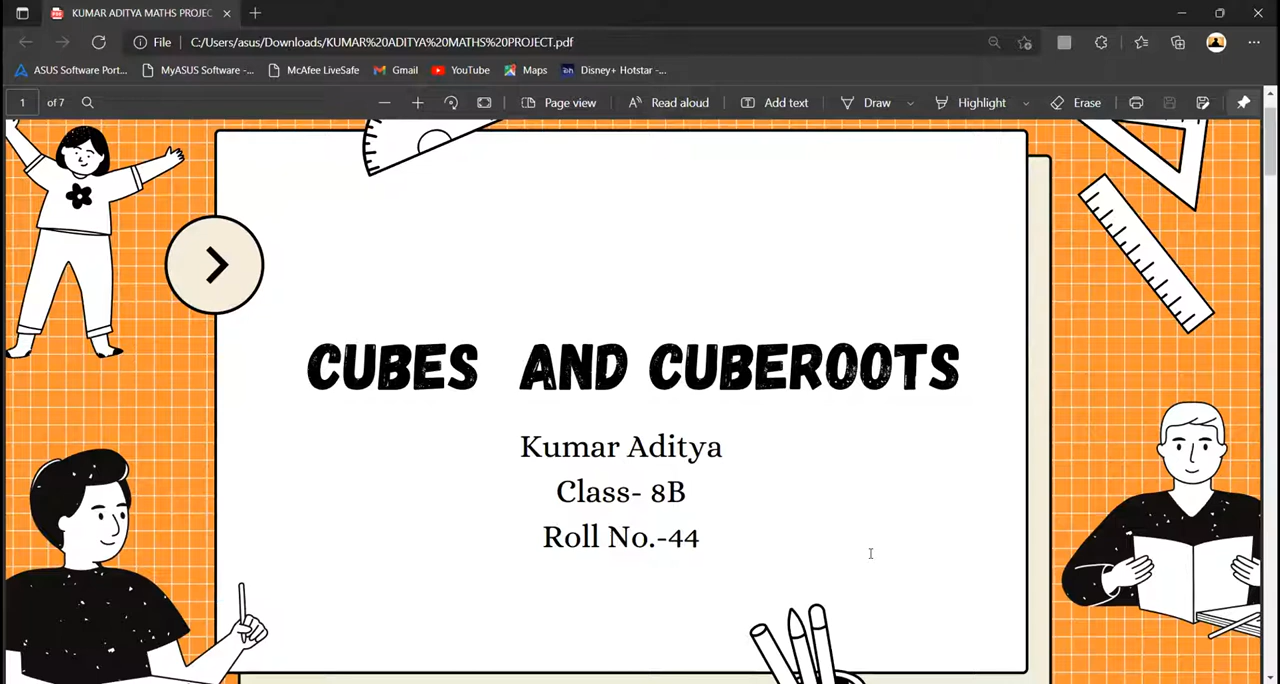 KUMAR ADITYA MATHS PROJEC
File C:/Users/asus/Downloads/KUMAR%20ADITYA%20MATHS%20PROJECT.pdf
ASUS Software Port... MyASUS Software -... McAfee LiveSafe Gmail YouTube Maps Disney+ Hotstar -...
1 of 7 Page view Read aloud Add text Draw Highlight Erase
CUBES AND CUBEROOTS
Kumar Aditya
Class- 8B
Roll No.-44